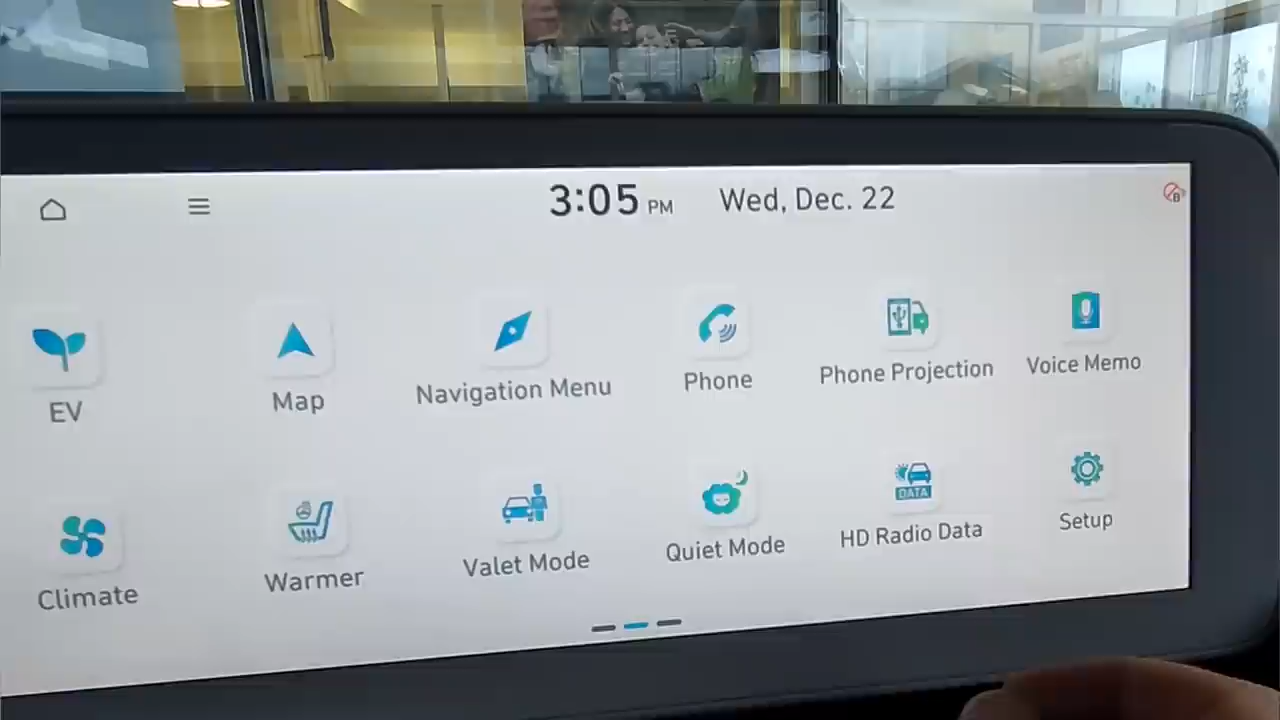 3:05 PM Wed, Dec. 22
EV
Map
Navigation Menu
Phone
Phone Projection
Voice Memo
Climate
Warmer
Valet Mode
Quiet Mode
DATA
HD Radio Data
Setup